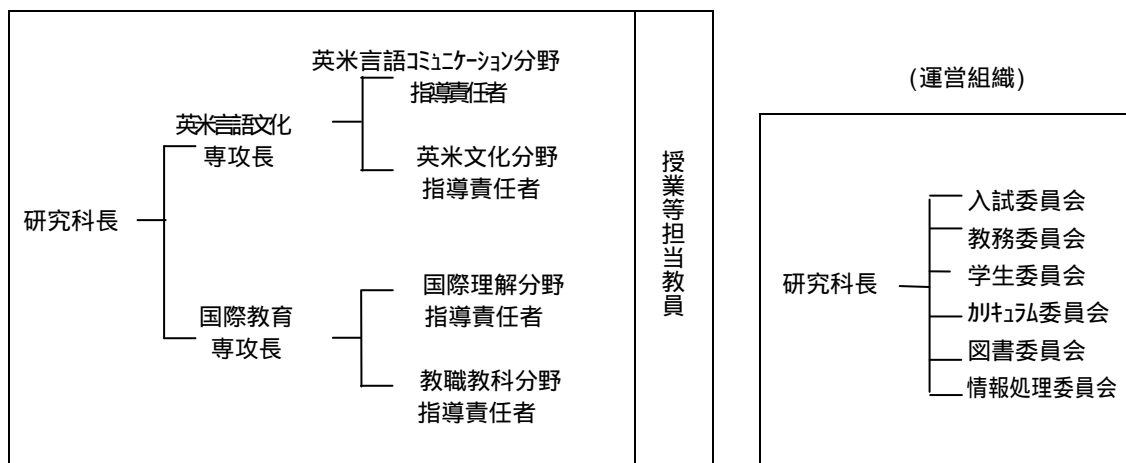 英米言語ｺﾐｭﾆｹｰｼｮﾝ分野
指導責任者
英米言語文化
専攻長
英米文化分野
指導責任者
研究科長
国際理解分野
指導責任者
国際教育
専攻長
教職教科分野
指導責任者
授業等担当教員
(運営組織)
研究科長
入試委員会
教務委員会
学生委員会
ｶﾘｷｭﾗﾑ委員会
図書委員会
情報処理委員会